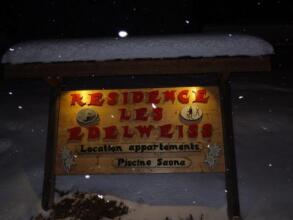 RESIDENCE
LES
EDELWEISS
Location appartements
Piscine Sauna